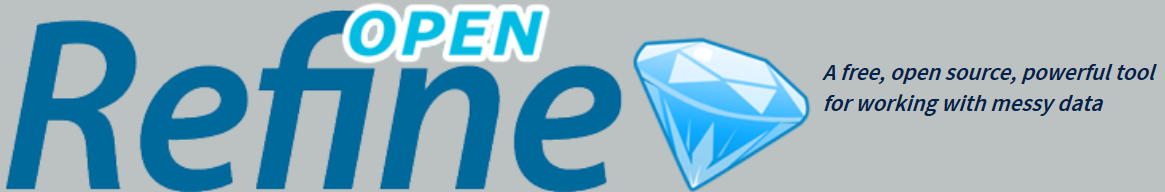 OPEN
Refine
A free, open source, powerful tool
for working with messy data